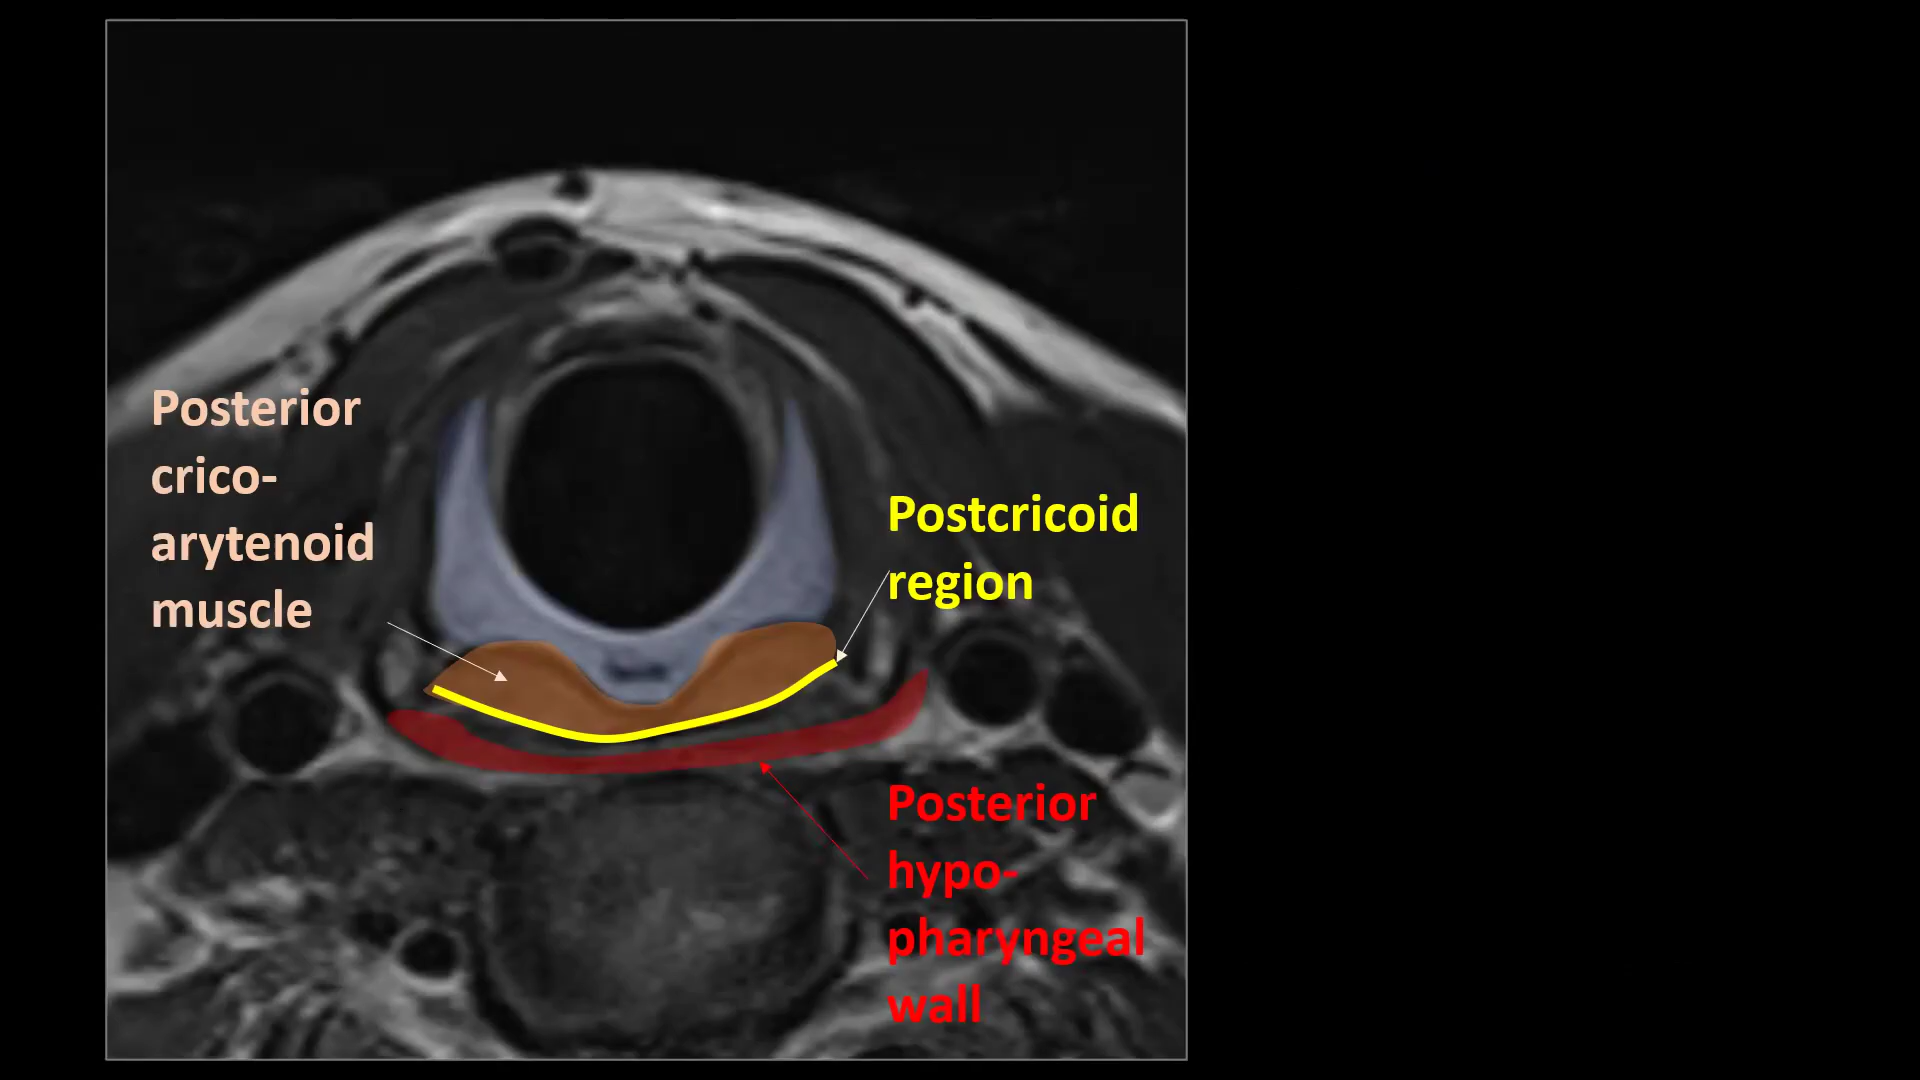 Posterior
crico-
arytenoid
muscle
Postcricoid
region
Posterior
hypo-
pharyngeal
wall